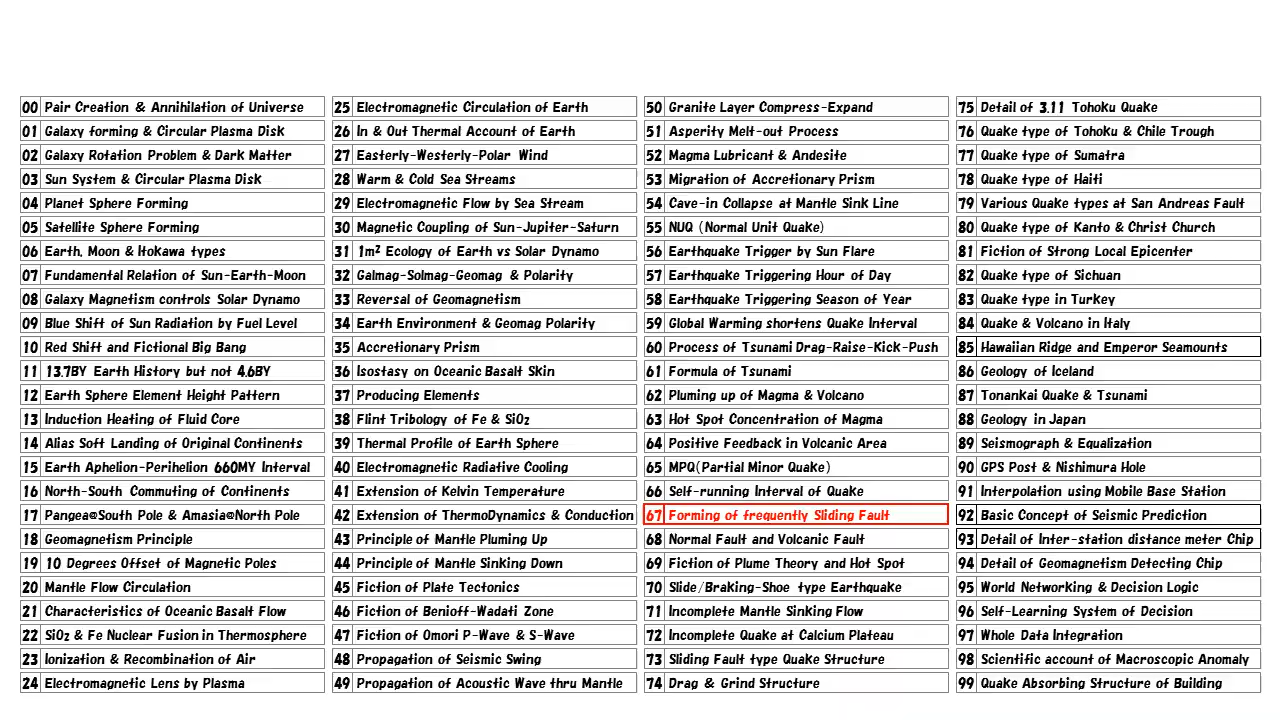 00 Pair Creation & Annihilation of Universe
01 Galaxy forming & Circular Plasma Disk
02 Galaxy Rotation Problem & Dark Matter
03 Sun System & Circular Plasma Disk
04 Planet Sphere Forming
05 Satellite Sphere Forming
06 Earth, Moon & Itokawa types
07 Fundamental Relation of Sun-Earth-Moon
08 Galaxy Magnetism controls Solar Dynamo
09 Blue Shift of Sun Radiation by Fuel Level
10 Red Shift and Fictional Big Bang
11 13.7BY Earth History but not 4.6BY
12 Earth Sphere Element Height Pattern
13 Induction Heating of Fluid Core
14 Alias Soft Landing of Original Continents
15 Earth Aphelion-Perihelion 660MY Interval
16 North-South Commuting of Continents
17 Pangea@South Pole & Amasia@North Pole
18 Geomagnetism Principle
19 10 Degrees Offset of Magnetic Poles
20 Mantle Flow Circulation
21 Characteristics of Oceanic Basalt Flow
22 SiO₂ & Fe Nuclear Fusion in Thermosphere
23 Ionization & Recombination of Air
24 Electromagnetic Lens by Plasma
25 Electromagnetic Circulation of Earth
26 In & Out Thermal Account of Earth
27 Easterly-Westerly-Polar Wind
28 Warm & Cold Sea Streams
29 Electromagnetic Flow by Sea Stream
30 Magnetic Coupling of Sun-Jupiter-Saturn
31 1m² Ecology of Earth vs Solar Dynamo
32 Galmag-Solmag-Geomag & Polarity
33 Reversal of Geomagnetism
34 Earth Environment & Geomag Polarity
35 Accretionary Prism
36 Isostasy on Oceanic Basalt Skin
37 Producing Elements
38 Flint Tribology of Fe & SiO₂
39 Thermal Profile of Earth Sphere
40 Electromagnetic Radiative Cooling
41 Extension of Kelvin Temperature
42 Extension of ThermoDynamics & Conduction
43 Principle of Mantle Pluming Up
44 Principle of Mantle Sinking Down
45 Fiction of Plate Tectonics
46 Fiction of Benioff-Wadati Zone
47 Fiction of Omori P-Wave & S-Wave
48 Propagation of Seismic Swing
49 Propagation of Acoustic Wave thru Mantle
50 Granite Layer Compress-Expand
51 Asperity Melt-out Process
52 Magma Lubricant & Andesite
53 Migration of Accretionary Prism
54 Cave-in Collapse at Mantle Sink Line
55 NUQ (Normal Unit Quake)
56 Earthquake Trigger by Sun Flare
57 Earthquake Triggering Hour of Day
58 Earthquake Triggering Season of Year
59 Global Warming shortens Quake Interval
60 Process of Tsunami Drag-Raise-Kick-Push
61 Formula of Tsunami
62 Pluming up of Magma & Volcano
63 Hot Spot Concentration of Magma
64 Positive Feedback in Volcanic Area
65 MPQ(Partial Minor Quake)
66 Self-running Interval of Quake
67 Forming of frequently Sliding Fault
68 Normal Fault and Volcanic Fault
69 Fiction of Plume Theory and Hot Spot
70 Slide/Braking-Shoe type Earthquake
71 Incomplete Mantle Sinking Flow
72 Incomplete Quake at Calcium Plateau
73 Sliding Fault type Quake Structure
74 Drag & Grind Structure
75 Detail of 3.11 Tohoku Quake
76 Quake type of Tohoku & Chile Trough
77 Quake type of Sumatra
78 Quake type of Haiti
79 Various Quake types at San Andreas Fault
80 Quake type of Kanto & Christ Church
81 Fiction of Strong Local Epicenter
82 Quake type of Sichuan
83 Quake type in Turkey
84 Quake & Volcano in Italy
85 Hawaiian Ridge and Emperor Seamounts
86 Geology of Iceland
87 Tonankai Quake & Tsunami
88 Geology in Japan
89 Seismograph & Equalization
90 GPS Post & Nishimura Hole
91 Interpolation using Mobile Base Station
92 Basic Concept of Seismic Prediction
93 Detail of Inter-station distance meter Chip
94 Detail of Geomagnetism Detecting Chip
95 World Networking & Decision Logic
96 Self-Learning System of Decision
97 Whole Data Integration
98 Scientific account of Macroscopic Anomaly
99 Quake Absorbing Structure of Building